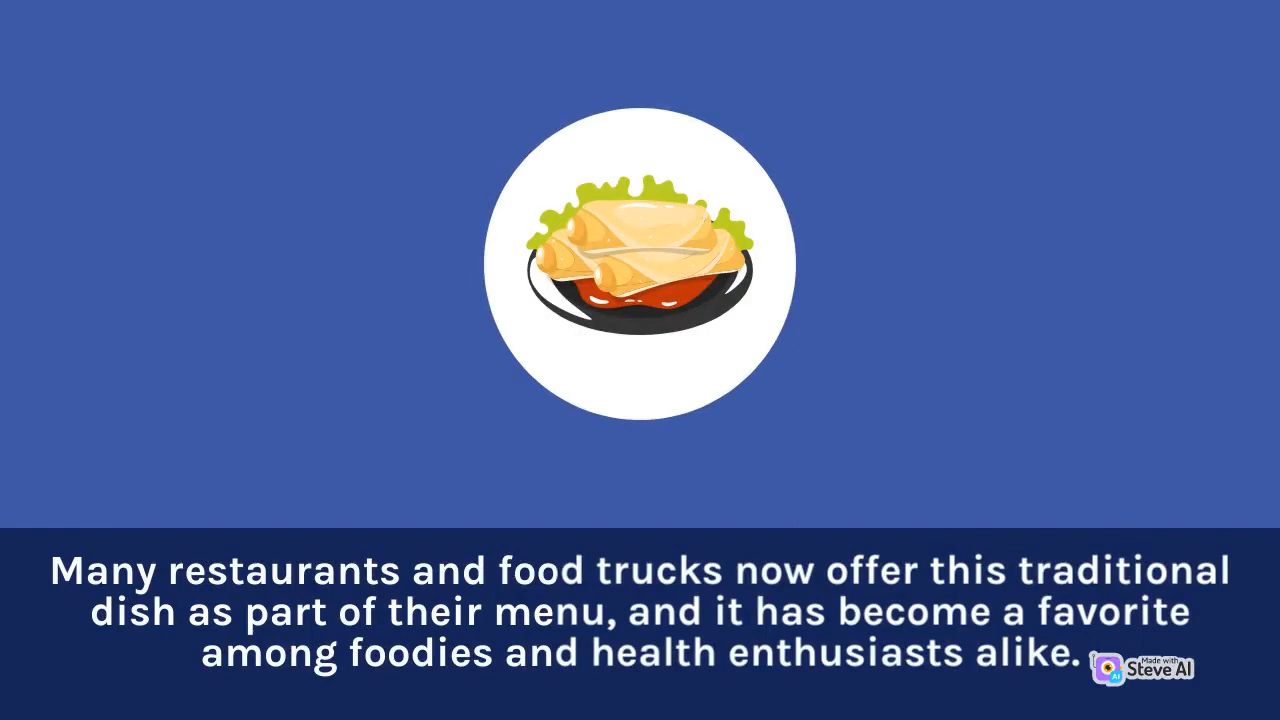 Many restaurants and food trucks now offer this traditional
dish as part of their menu, and it has become a favorite
among foodies and health enthusiasts alike.
Made with
Steve AI
AI